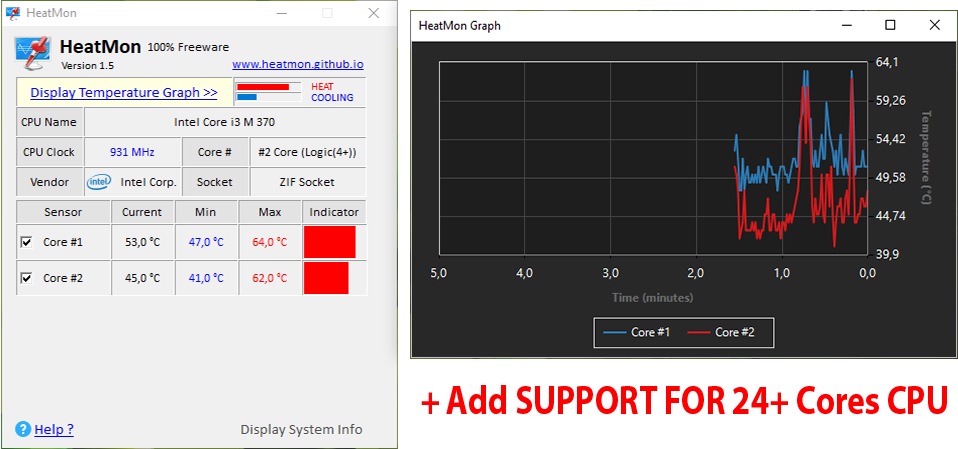 HeatMon
HeatMon 100% Freeware
Version 1.5
www.heatmon.github.io
Display Temperature Graph >>
HEAT
COOLING
CPU Name Intel Core i3 M 370
CPU Clock 931 MHz Core # #2 Core (Logic(4+))
Vendor intel Intel Corp. Socket ZIF Socket
Sensor Current Min Max Indicator
Core #1 53,0 °C 47,0 °C 64,0 °C
Core #2 45,0 °C 41,0 °C 62,0 °C
? Help ?
Display System Info
HeatMon Graph
64,1
59,26
54,42
49,58
44,74
39,9
Temperature (°C)
5,0 4,0 3,0 2,0 1,0 0,0
Time (minutes)
Core #1 Core #2
+ Add SUPPORT FOR 24+ Cores CPU